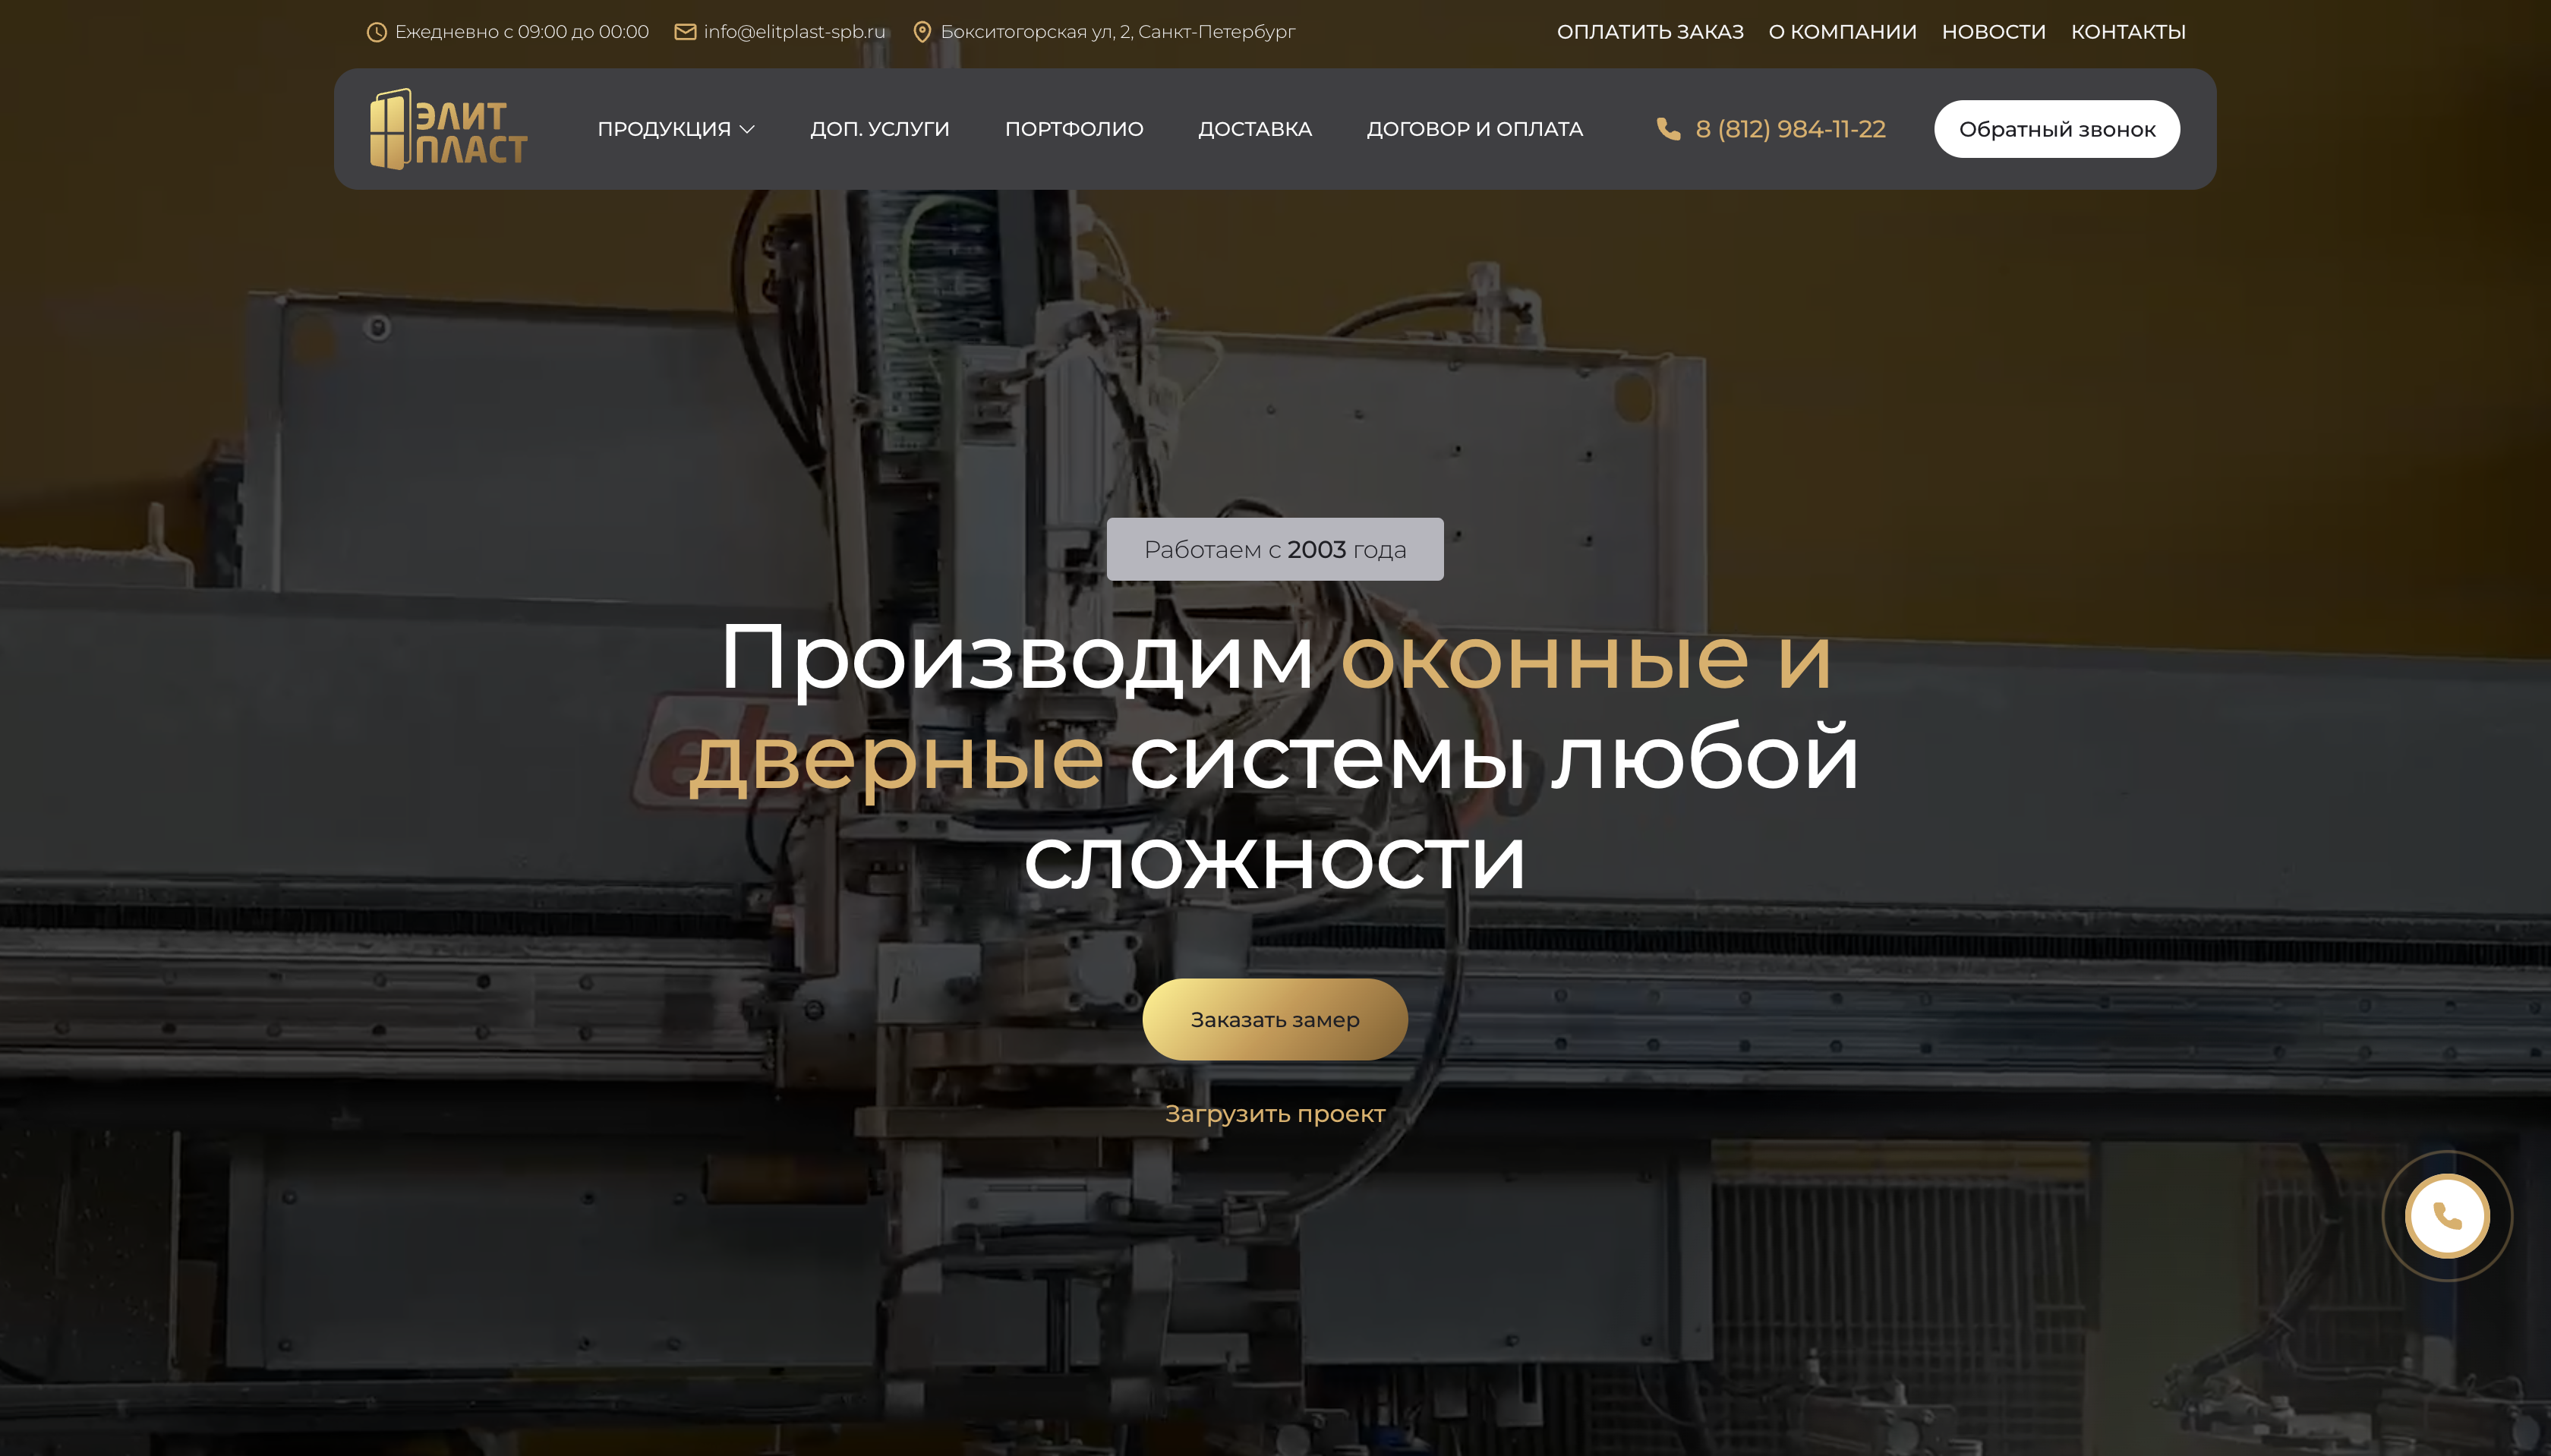 Ежедневно с 09:00 до 00:00
info@elitplast-spb.ru
Бокситогорская ул, 2, Санкт-Петербург
ОПЛАТИТЬ ЗАКАЗ
О КОМПАНИИ
НОВОСТИ
КОНТАКТЫ
ЭЛИТ
ПЛАСТ
ПРОДУКЦИЯ
ДОП. УСЛУГИ
ПОРТФОЛИО
ДОСТАВКА
ДОГОВОР И ОПЛАТА
8 (812) 984-11-22
Обратный звонок
Работаем с 2003 года
Производим оконные и
дверные системы любой
сложности
Заказать замер
Загрузить проект